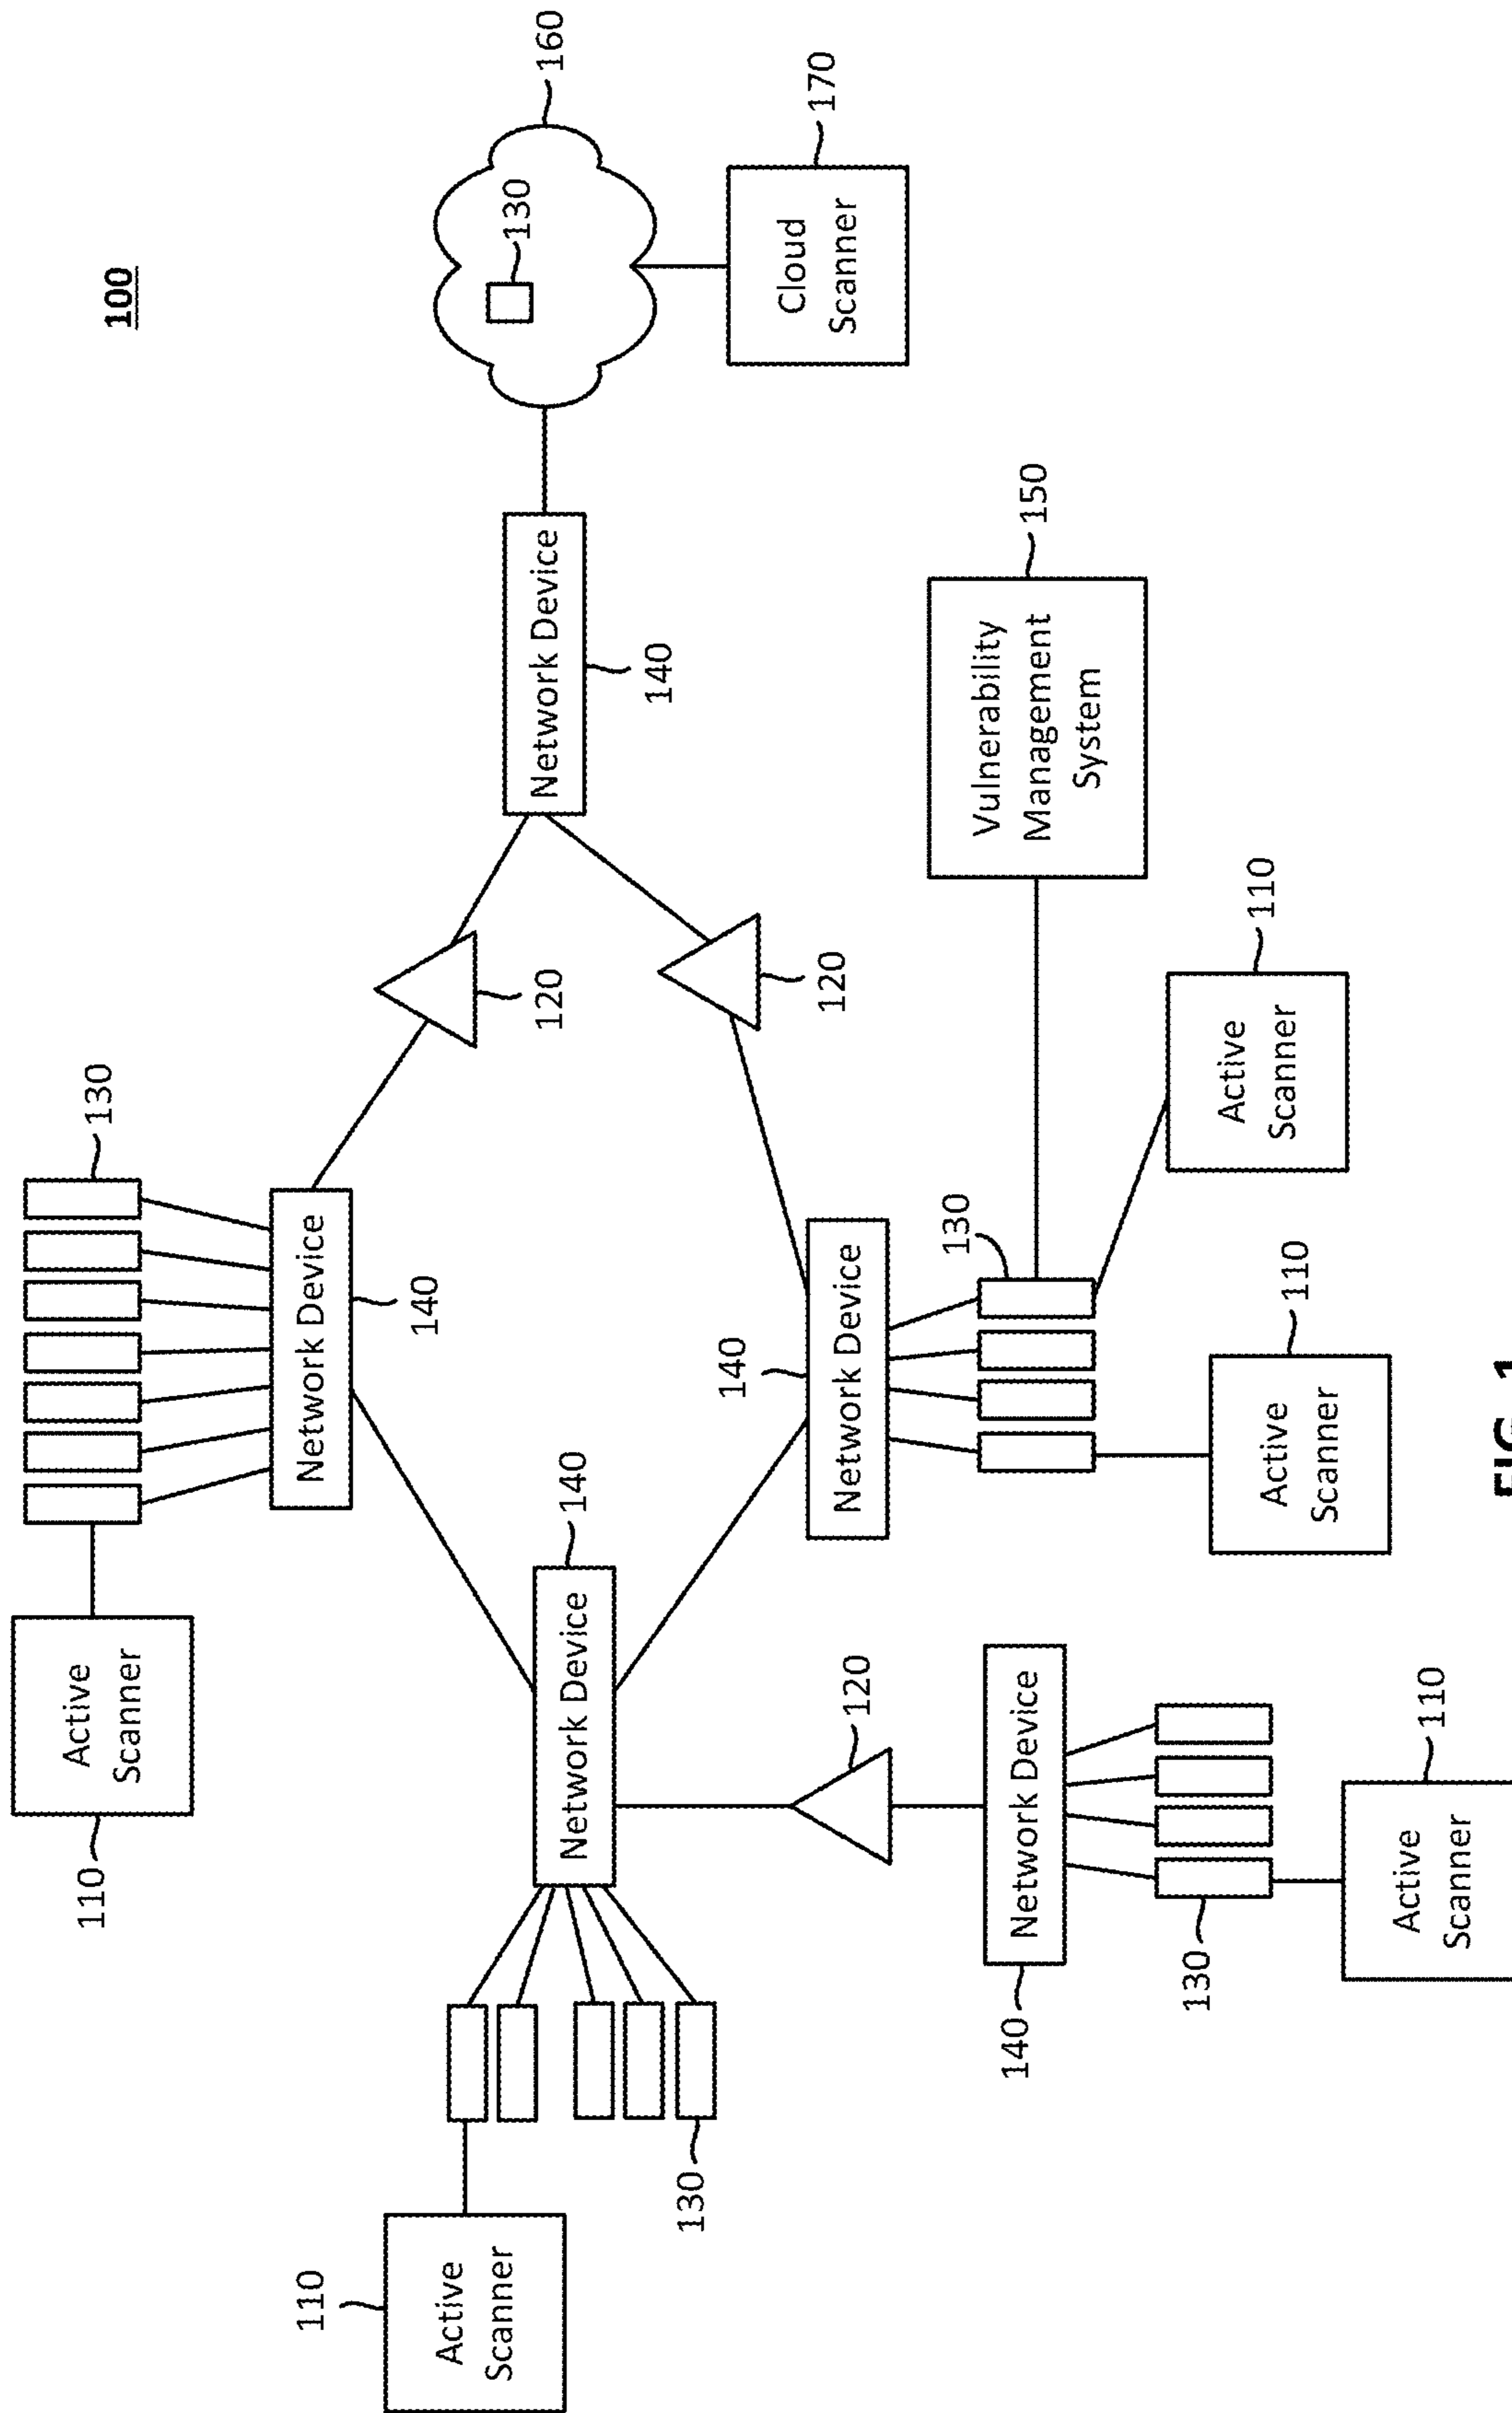 100
110
Active
Scanner
130
Network Device
140
110
Active
Scanner
130
Network Device
140
120
Network Device
140
130
160
120
Cloud
Scanner
170
120
140
Network Device
130
140
Network Device
130
Vulnerability
Management
System
150
Active
Scanner
110
Active
Scanner
110
Active
Scanner
110
FIG. 1